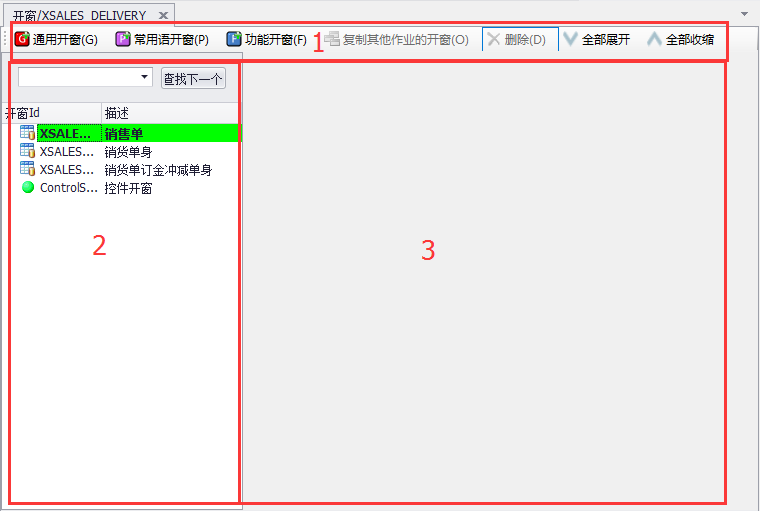 开窗/XSALES_DELIVERY
通用开窗(G) 常用语开窗(P) 功能开窗(F) 1 复制其他作业的开窗(O) 删除(D) 全部展开 全部收缩
查找下一个
开窗Id 描述
XSALE... 销售单
XSALES... 销货单身
XSALES... 销货单订金冲减单身
ControlS... 控件开窗
2
3